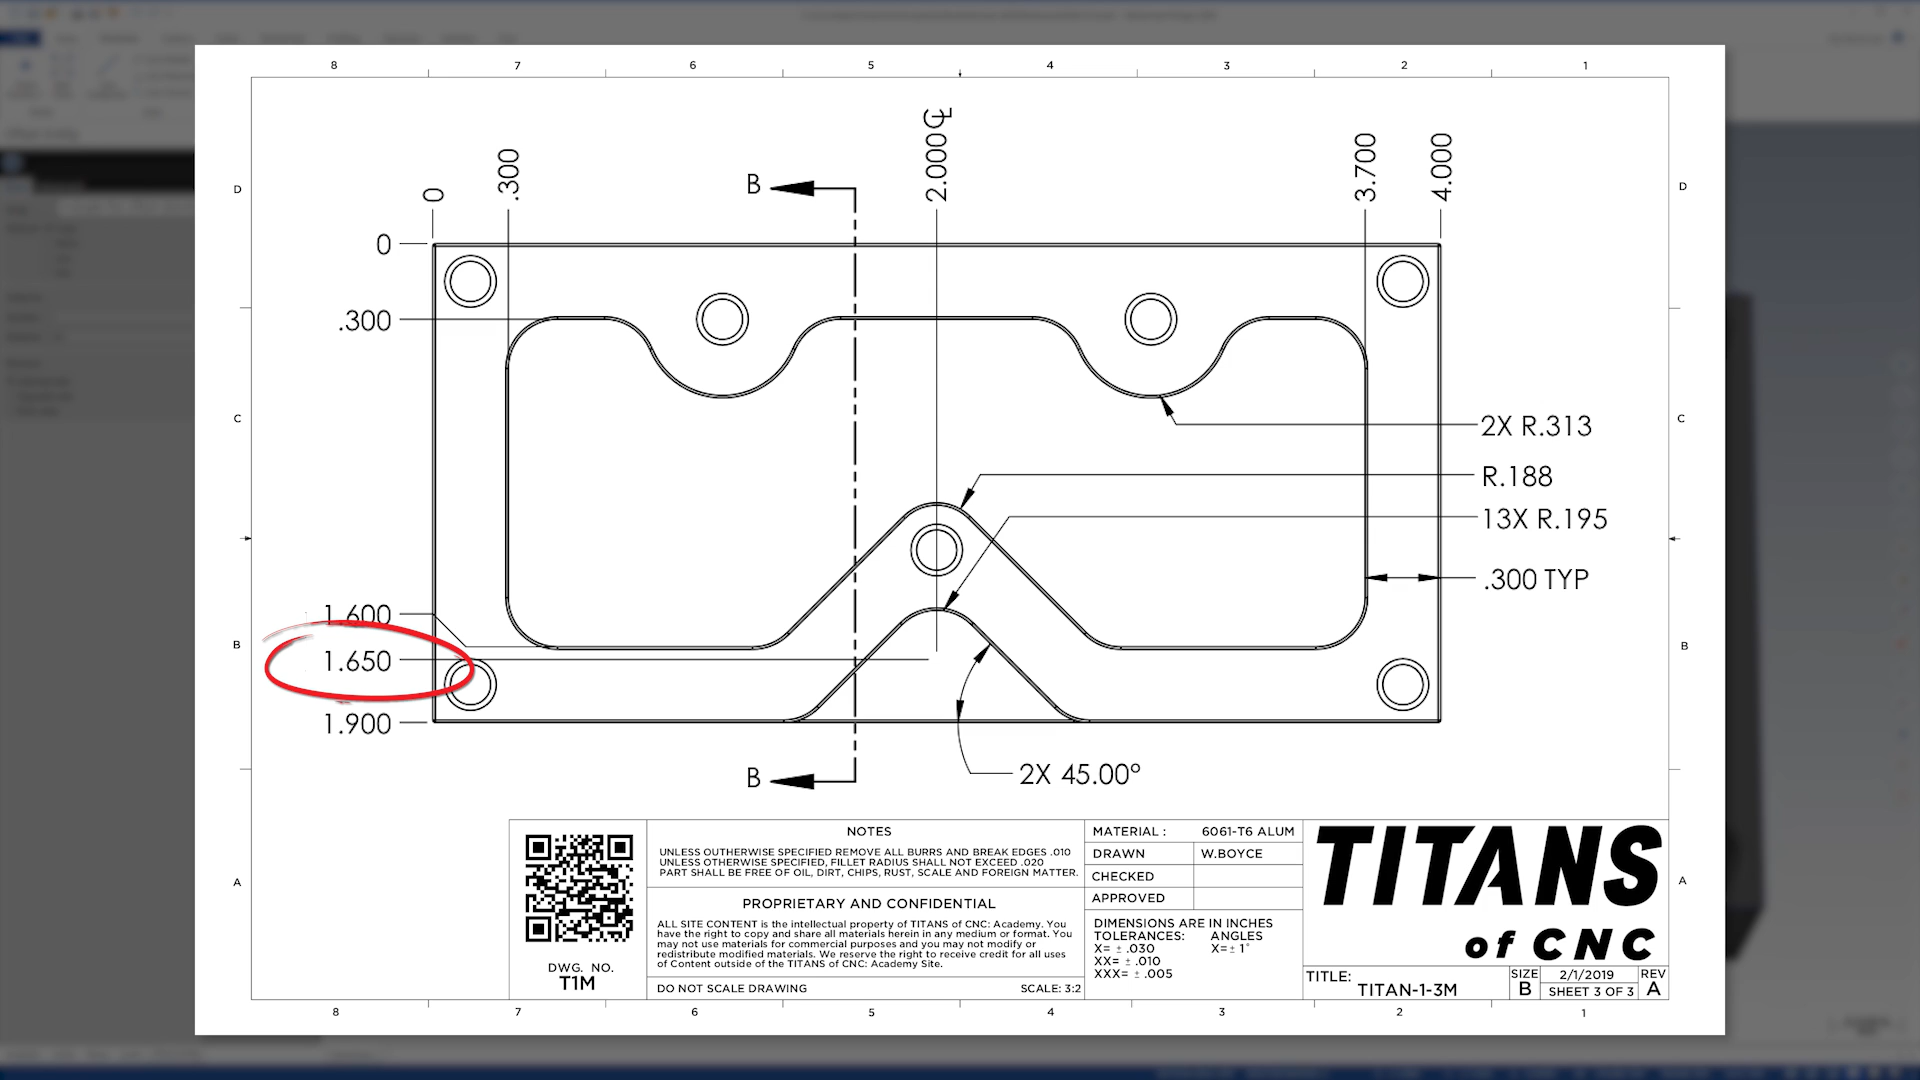 8 7 6 5 4 3 2 1
D D
C C
B B
A A
0 .300 2.000 ℄ 3.700 4.000
B
0
.300
2X R.313
R.188
13X R.195
.300 TYP
1.600
1.650
1.900
B
2X 45.00°
NOTES
UNLESS OUTHERWISE SPECIFIED REMOVE ALL BURRS AND BREAK EDGES .010
UNLESS OTHERWISE SPECIFIED, FILLET RADIUS SHALL NOT EXCEED .020
PART SHALL BE FREE OF OIL, DIRT, CHIPS, RUST, SCALE AND FOREIGN MATTER.
PROPRIETARY AND CONFIDENTIAL
ALL SITE CONTENT is the intellectual property of TITANS of CNC: Academy. You
have the right to copy and share all materials herein in any medium or format. You
may not use materials for commercial purposes and you may not modify or
redistribute modified materials. We reserve the right to receive credit for all uses
of Content outside of the TITANS of CNC: Academy Site.
DO NOT SCALE DRAWING SCALE: 3:2
DWG. NO.
T1M
MATERIAL : 6061-T6 ALUM
DRAWN W.BOYCE
CHECKED
APPROVED
DIMENSIONS ARE IN INCHES
TOLERANCES: ANGLES
X= ± .030 X=± 1°
XX= ± .010
XXX= ± .005
TITANS
of CNC
TITLE:
TITAN-1-3M
SIZE
B
2/1/2019
SHEET 3 OF 3
REV
A
8 7 6 5 4 3 2 1